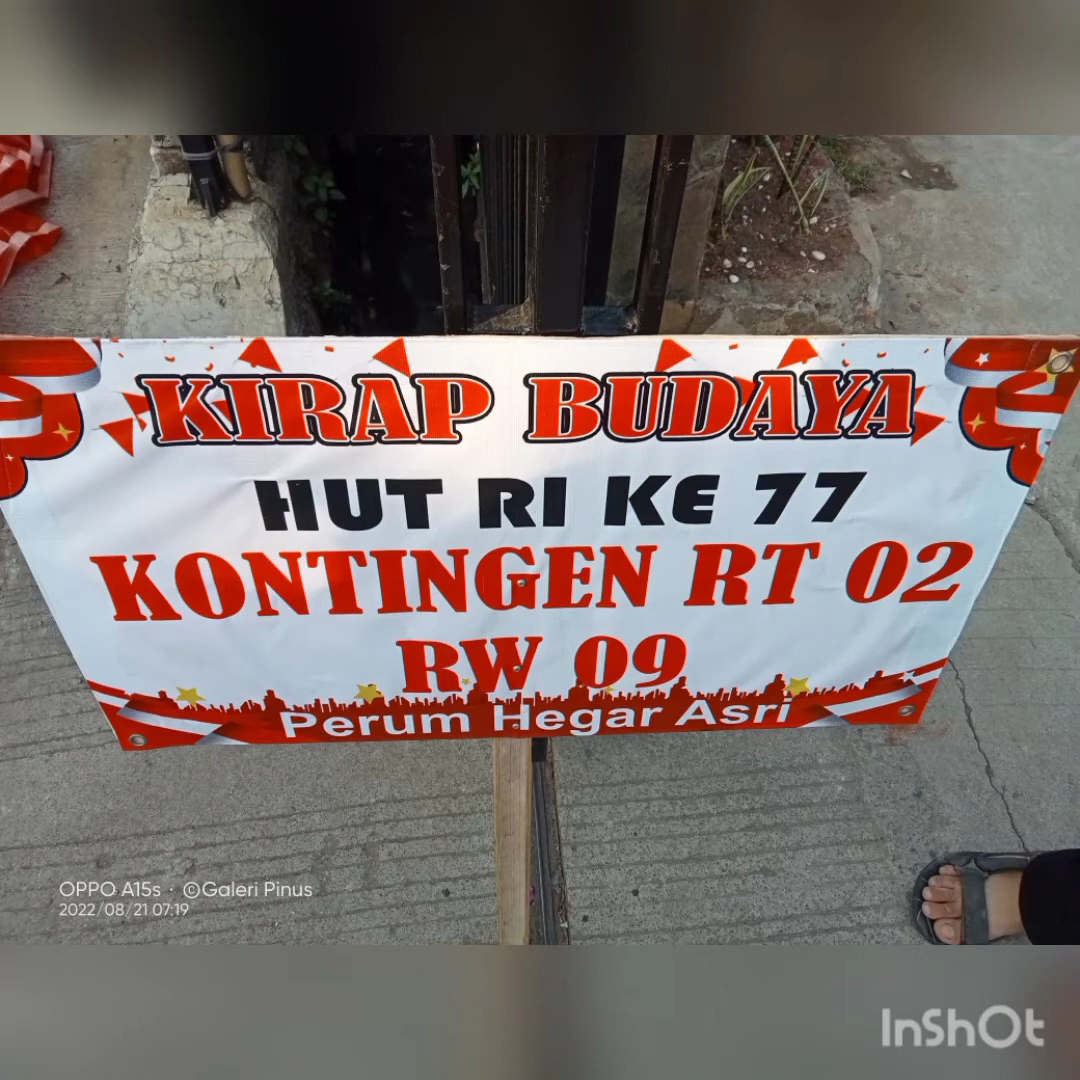 KIRAP BUDAYA
HUT RI KE 77
KONTINGEN RT 02
RW 09
Perum Hegar Asri
OPPO A15s · ©Galeri Pinus
2022/08/21 07:19
InShOt